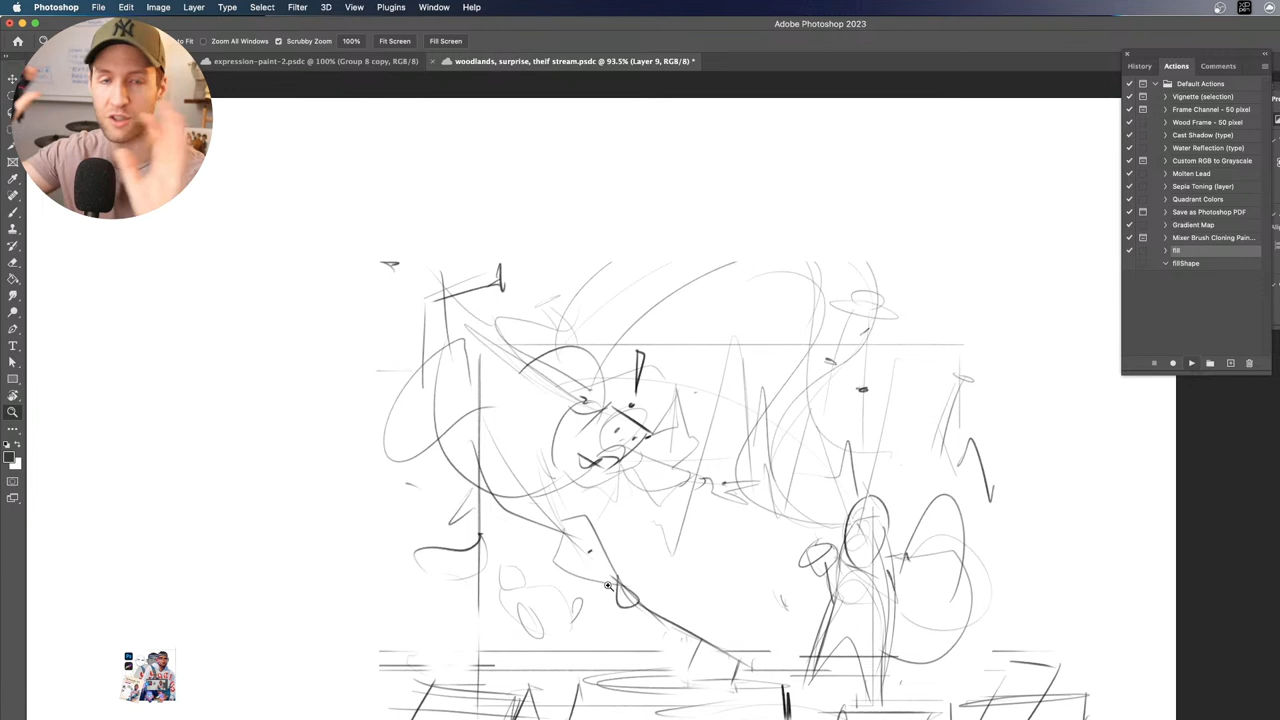 Photoshop File Edit Image Layer Type Select Filter 3D View Plugins Window Help
Adobe Photoshop 2023
to Fit Zoom All Windows Scrubby Zoom 100% Fit Screen Fill Screen
expression-paint-2.psdc @ 100% (Group 8 copy, RGB/8) woodlands, surprise, theif stream.psdc @ 93.5% (Layer 9, RGB/8) *
History Actions Comments
Default Actions
Vignette (selection)
Frame Channel - 50 pixel
Wood Frame - 50 pixel
Cast Shadow (type)
Water Reflection (type)
Custom RGB to Grayscale
Molten Lead
Sepia Toning (layer)
Quadrant Colors
Save as Photoshop PDF
Gradient Map
Mixer Brush Cloning Pain...
fill
fillShape